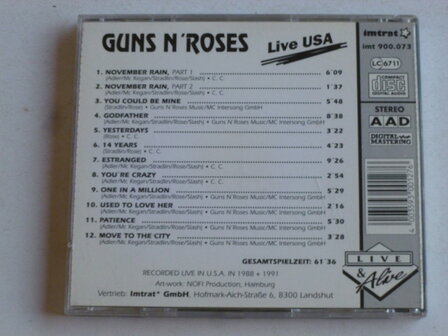 GUNS N'ROSES
Live USA
imtrat
imt 900.073
LC 6711
COMPACT
disc
DIGITAL AUDIO
STEREO
AAD
DIGITAL
MASTERING
1. NOVEMBER RAIN, PART 1 6'09
(Adler/Mc Kegan/Stradlin/Rose/Slash) • C. C.
2. NOVEMBER RAIN, PART 2 1'37
(Adler/Mc Kegan/Stradlin/Rose/Slash) • C. C.
3. YOU COULD BE MINE 5'48
(Stradlin/Rose) • Guns N'Roses Music/MC Intersong GmbH
4. GODFATHER 8'38
(Adler/Mc Kegan/Stradlin/Rose/Slash) • Guns N'Roses Music/MC Intersong GmbH
5. YESTERDAYS 3'22
(Rose) • C. C.
6. 14 YEARS 4'23
(Stradlin/Rose) • C. C.
7. ESTRANGED 9'26
(Adler/Mc Kegan/Stradlin/Rose/Slash) • C. C.
8. YOU'RE CRAZY 2'54
(Adler/Mc Kegan/Stradlin/Rose/Slash) • C. C.
9. ONE IN A MILLION 5'29
(Adler/Mc Kegan/Stradlin/Rose/Slash) • Guns N'Roses Music/MC Intersong GmbH
10. USED TO LOVE HER 2'16
(Adler/Mc Kegan/Stradlin/Rose/Slash) • Guns N'Roses Music/MC Intersong GmbH
11. PATIENCE 5'30
(Adler/Mc Kegan/Stradlin/Rose/Slash) • Guns N'Roses Music/MC Intersong GmbH
12. MOVE TO THE CITY 3'28
(Adler/Mc Kegan/Stradlin/Rose/Slash) • Guns N'Roses Music/MC Intersong GmbH
GESAMTSPIELZEIT: 61'36
RECORDED LIVE IN U.S.A. IN 1988 + 1991
Art-work: NOFI Production, Hamburg
Vertrieb: Imtrat® GmbH, Hofmark-Aich-Straße 6, 8300 Landshut
LIVE
& Alive